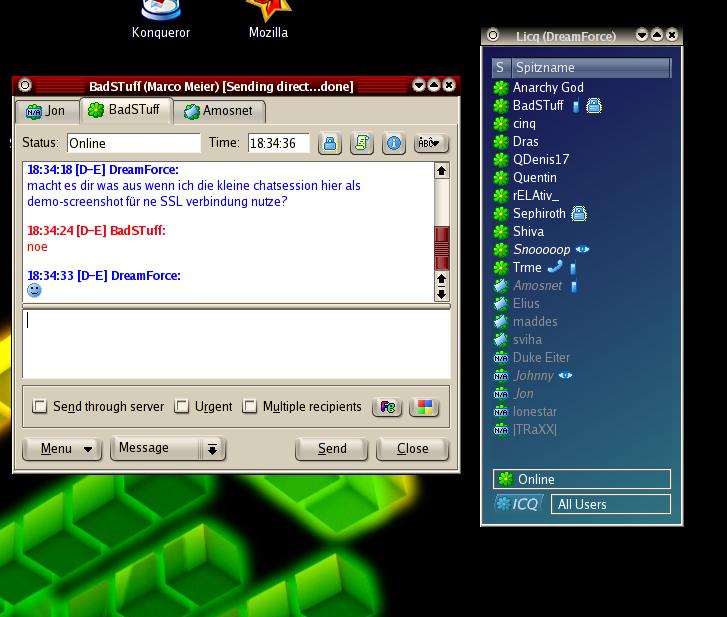 Konqueror
Mozilla
BadSTuff (Marco Meier) [Sending direct...done]
N/A Jon
BadSTuff
Amosnet
Status: Online
Time: 18:34:36
ABC
18:34:18 [D-E] DreamForce:
macht es dir was aus wenn ich die kleine chatsession hier als
demo-screenshot für ne SSL verbindung nutze?
18:34:24 [D-E] BadSTuff:
noe
18:34:33 [D-E] DreamForce:
Send through server
Urgent
Multiple recipients
Menu
Message
Send
Close
Licq (DreamForce)
S Spitzname
Anarchy God
BadSTuff
cinq
Dras
QDenis17
Quentin
rELAtiv_
Sephiroth
Shiva
Snooooop
Trme
Amosnet
Elius
maddes
sviha
N/A Duke Eiter
N/A Johnny
N/A Jon
N/A lonestar
N/A |TRaXX|
Online
ICQ All Users